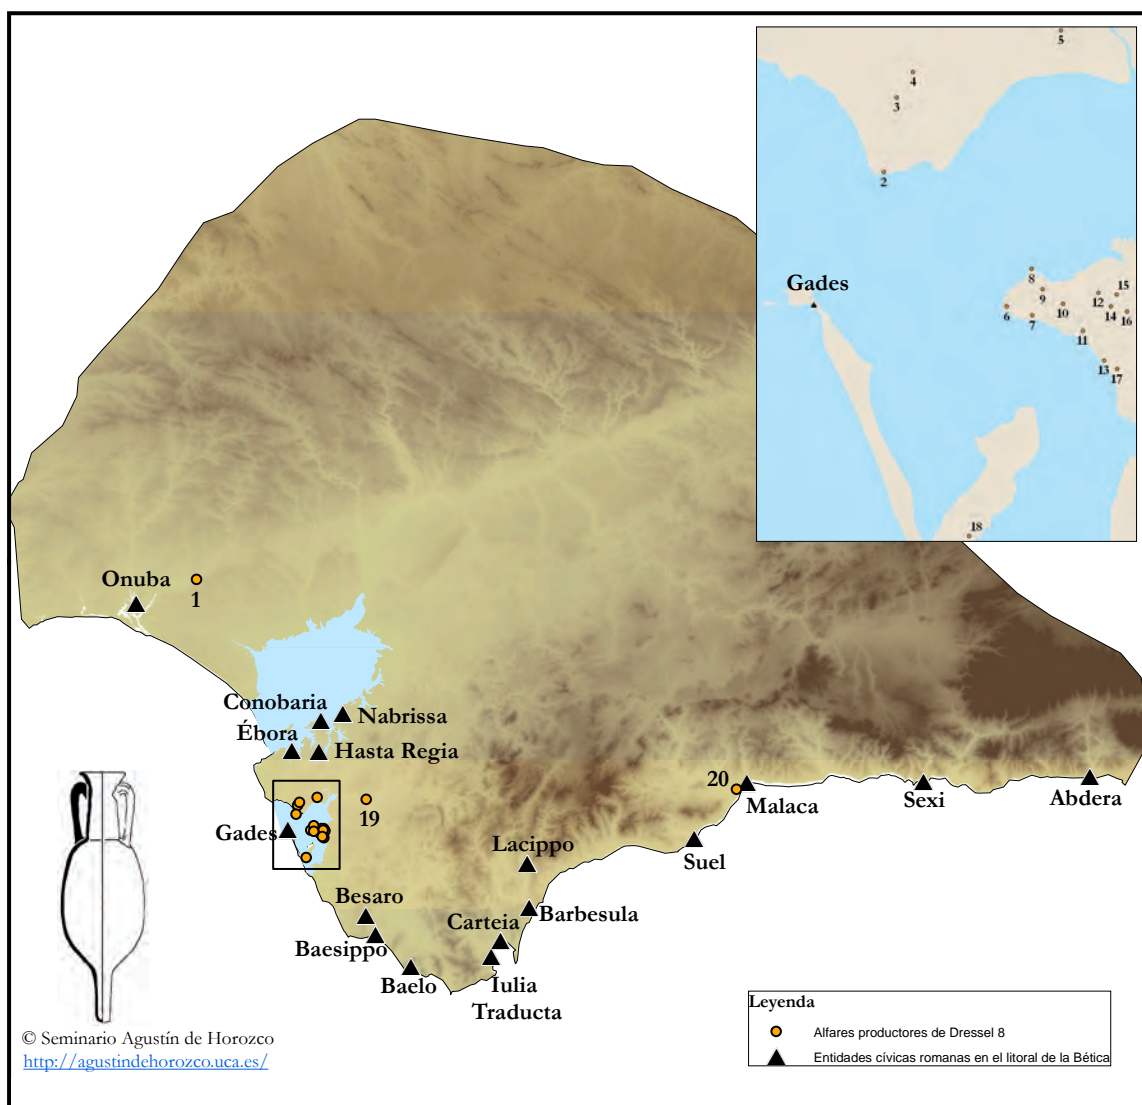 5
4
3
2
Gades
8
9
6
7
10
11
12
15
14
16
13
17
18
Onuba
1
Conobaria
Nabrissa
Ébora
Hasta Regia
20
Malaca
Sexi
Abdera
19
Gades
Suel
Lacippo
Besaro
Barbesula
Carteia
Baesippo
Baelo
Iulia
Traducta
Leyenda
Alfares productores de Dressel 8
Entidades cívicas romanas en el litoral de la Bética
© Seminario Agustín de Horozco
http://agustindehorozco.uca.es/